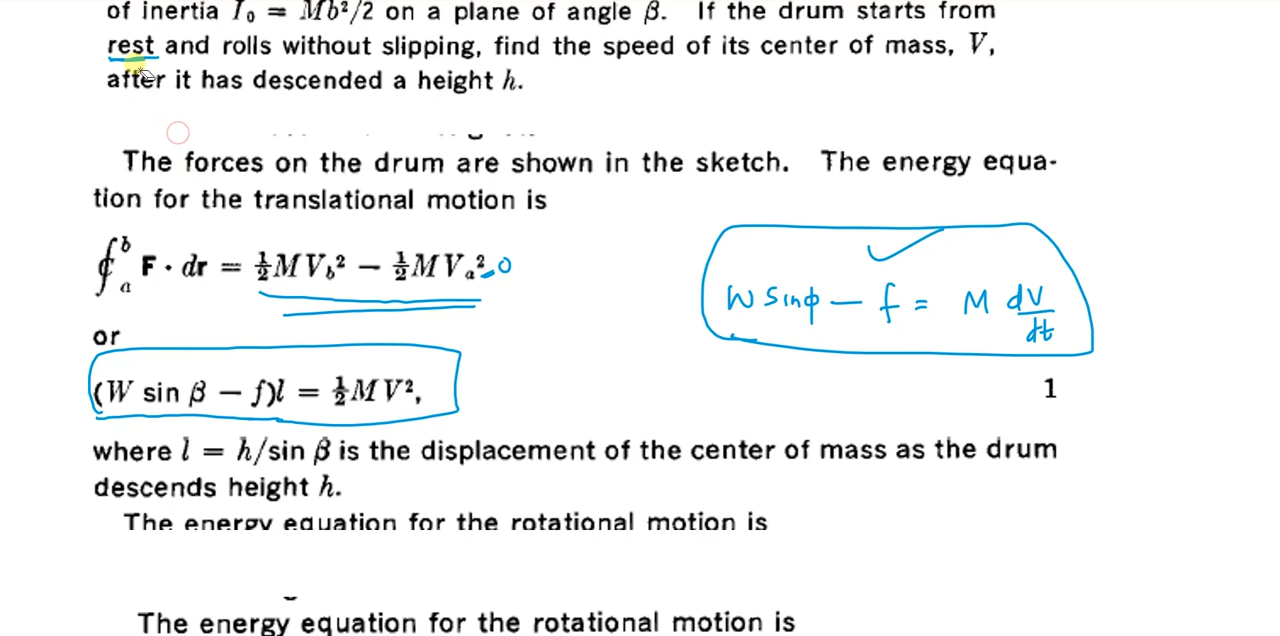 of inertia I₀ = Mb²/2 on a plane of angle β. If the drum starts from
rest and rolls without slipping, find the speed of its center of mass, V,
after it has descended a height h.
The forces on the drum are shown in the sketch. The energy equa-
tion for the translational motion is
∮ₐᵇ F · dr = ½MV_b² − ½MVₐ² 0
W sinφ − f = M dV/dt
or
(W sin β − f)l = ½MV², 1
where l = h/sin β is the displacement of the center of mass as the drum
descends height h.
The energy equation for the rotational motion is
The energy equation for the rotational motion is